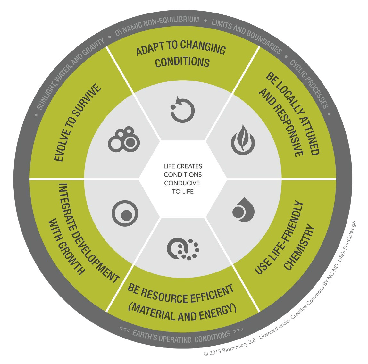 SUNLIGHT, WATER, AND GRAVITY • DYNAMIC NON-EQUILIBRIUM • LIMITS AND BOUNDARIES • CYCLIC PROCESSES
ADAPT TO CHANGING
CONDITIONS
BE LOCALLY ATTUNED
AND RESPONSIVE
USE LIFE-FRIENDLY
CHEMISTRY
BE RESOURCE EFFICIENT
(MATERIAL AND ENERGY)
INTEGRATE DEVELOPMENT
WITH GROWTH
EVOLVE TO SURVIVE
LIFE CREATES
CONDITIONS
CONDUCIVE
TO LIFE
EARTH'S OPERATING CONDITIONS